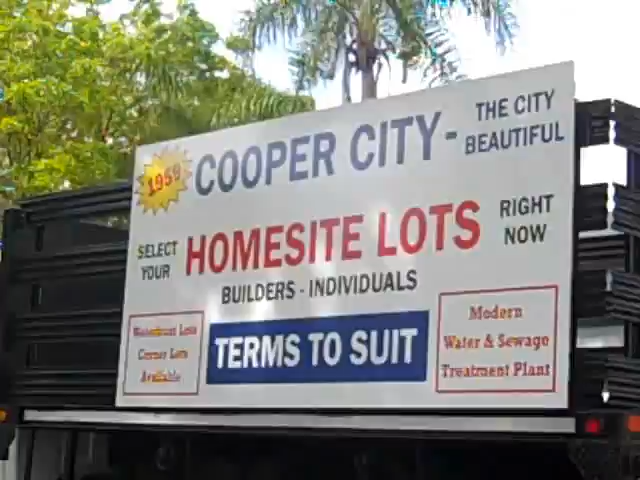 1959
COOPER CITY-
THE CITY
BEAUTIFUL
SELECT
YOUR
HOMESITE LOTS
RIGHT
NOW
BUILDERS - INDIVIDUALS
Waterfront Lots
Corner Lots
Available
TERMS TO SUIT
Modern
Water & Sewage
Treatment Plant